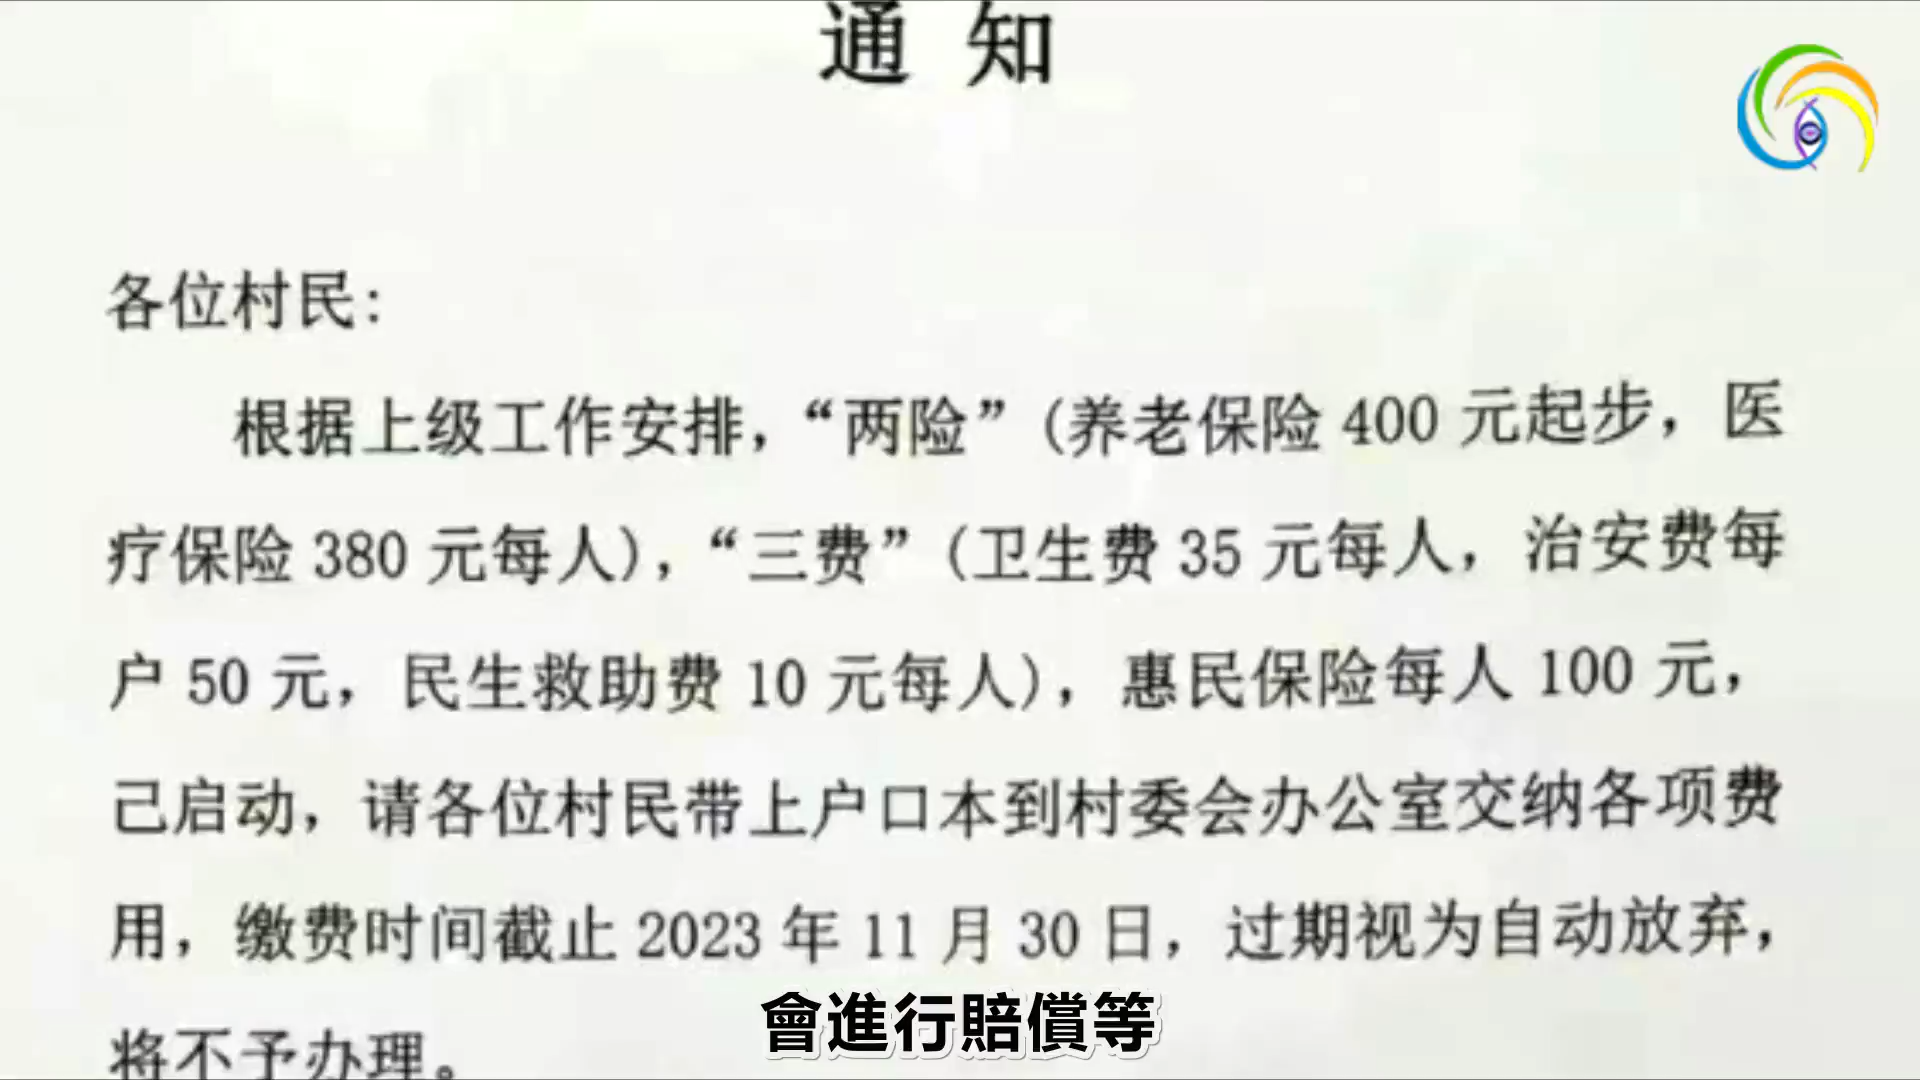 通 知
各位村民:
根据上级工作安排，“两险”(养老保险 400 元起步，医
疗保险 380 元每人)，“三费”(卫生费 35 元每人，治安费每
户 50 元，民生救助费 10 元每人)，惠民保险每人 100 元，
己启动，请各位村民带上户口本到村委会办公室交纳各项费
用，缴费时间截止 2023 年 11 月 30 日，过期视为自动放弃，
将不予办理。
會進行賠償等